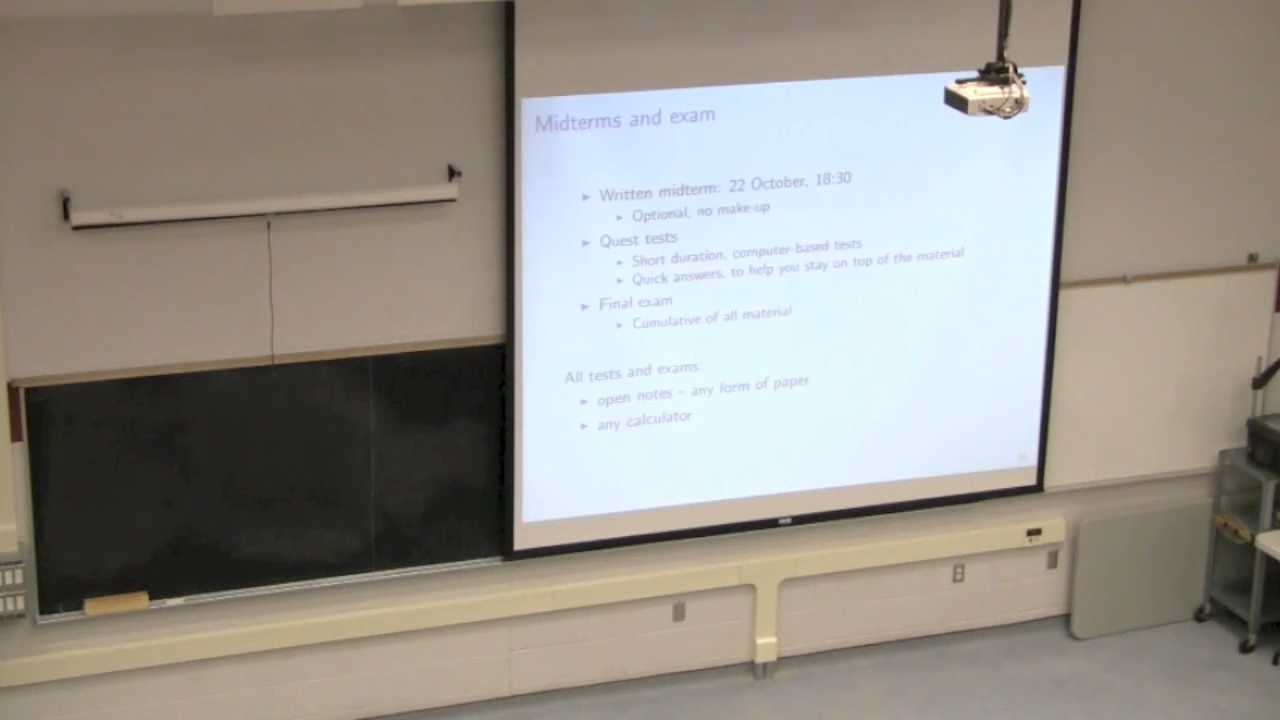 Midterms and exam
► Written midterm: 22 October, 18:30
► Optional, no make-up
► Quest tests
► Short duration, computer-based tests
► Quick answers, to help you stay on top of the material
► Final exam
► Cumulative of all material
All tests and exams:
► open notes – any form of paper
► any calculator